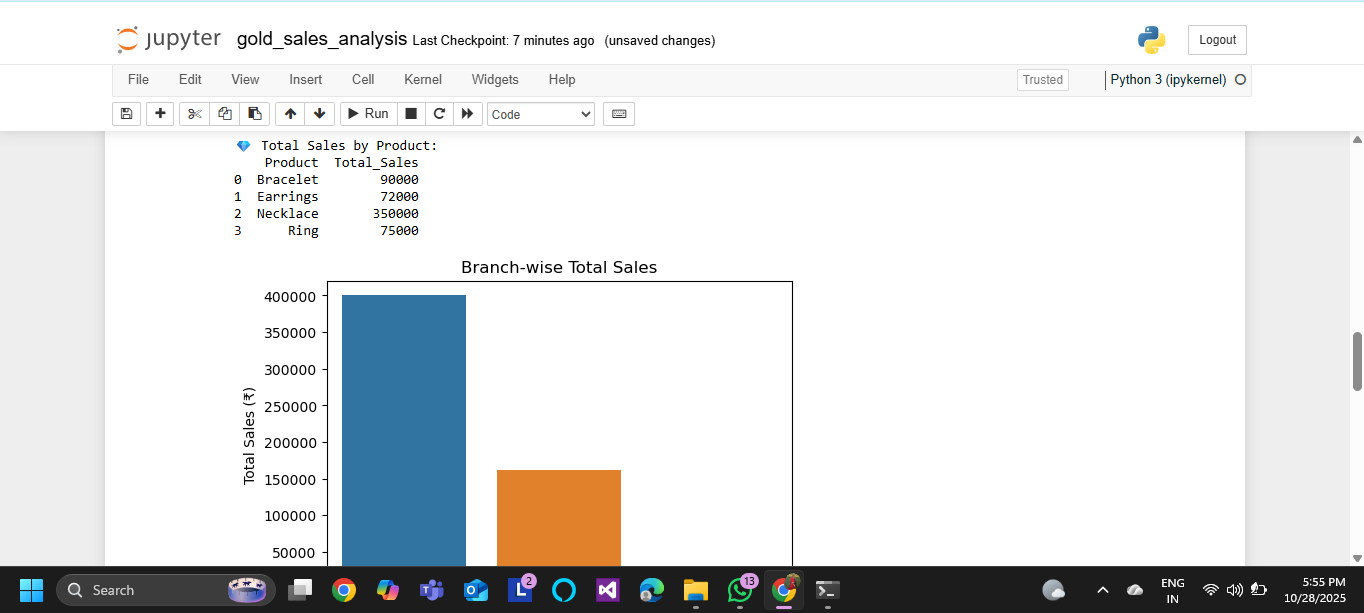 jupyter gold_sales_analysis Last Checkpoint: 7 minutes ago (unsaved changes)
Logout
File Edit View Insert Cell Kernel Widgets Help
Trusted
Python 3 (ipykernel)
Run
Code
Total Sales by Product:
Product Total_Sales
0 Bracelet 90000
1 Earrings 72000
2 Necklace 350000
3 Ring 75000
Branch-wise Total Sales
400000
350000
300000
250000
200000
150000
100000
50000
Total Sales (₹)
Search
2
13
ENG
IN
5:55 PM
10/28/2025